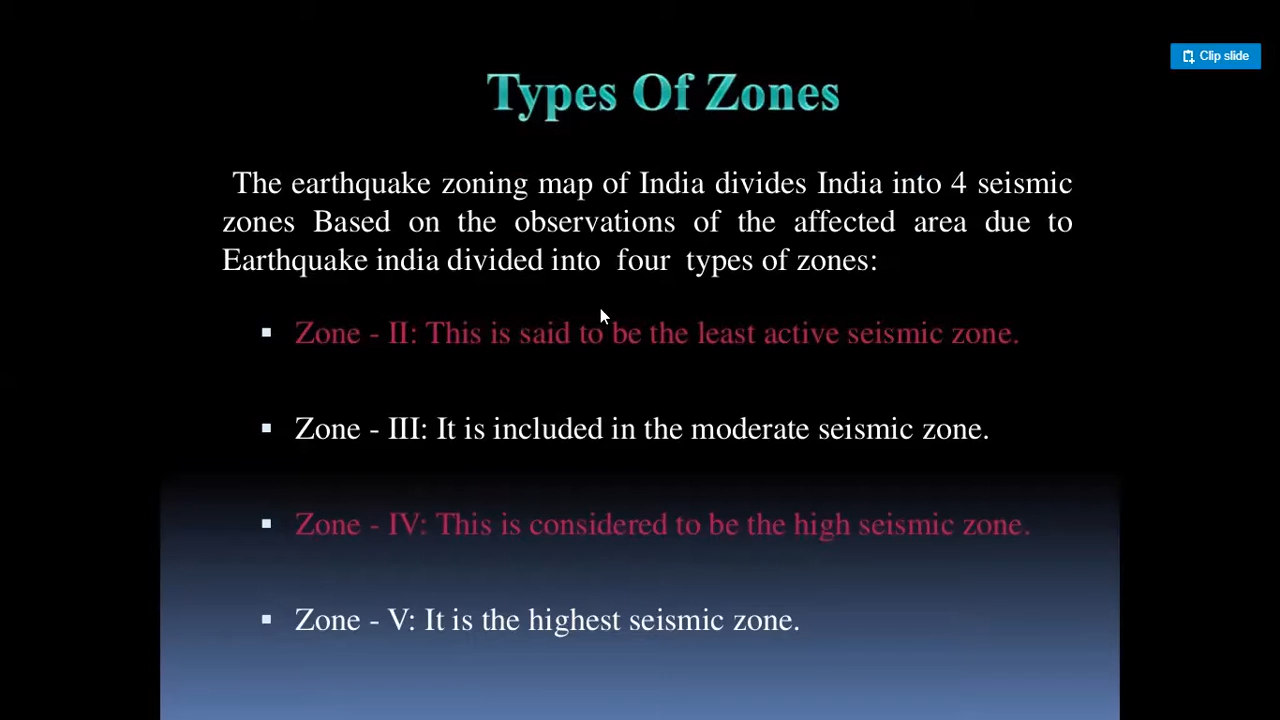 Clip slide
Types Of Zones
The earthquake zoning map of India divides India into 4 seismic
zones Based on the observations of the affected area due to
Earthquake india divided into four types of zones:
▪ Zone - II: This is said to be the least active seismic zone.
▪ Zone - III: It is included in the moderate seismic zone.
▪ Zone - IV: This is considered to be the high seismic zone.
▪ Zone - V: It is the highest seismic zone.